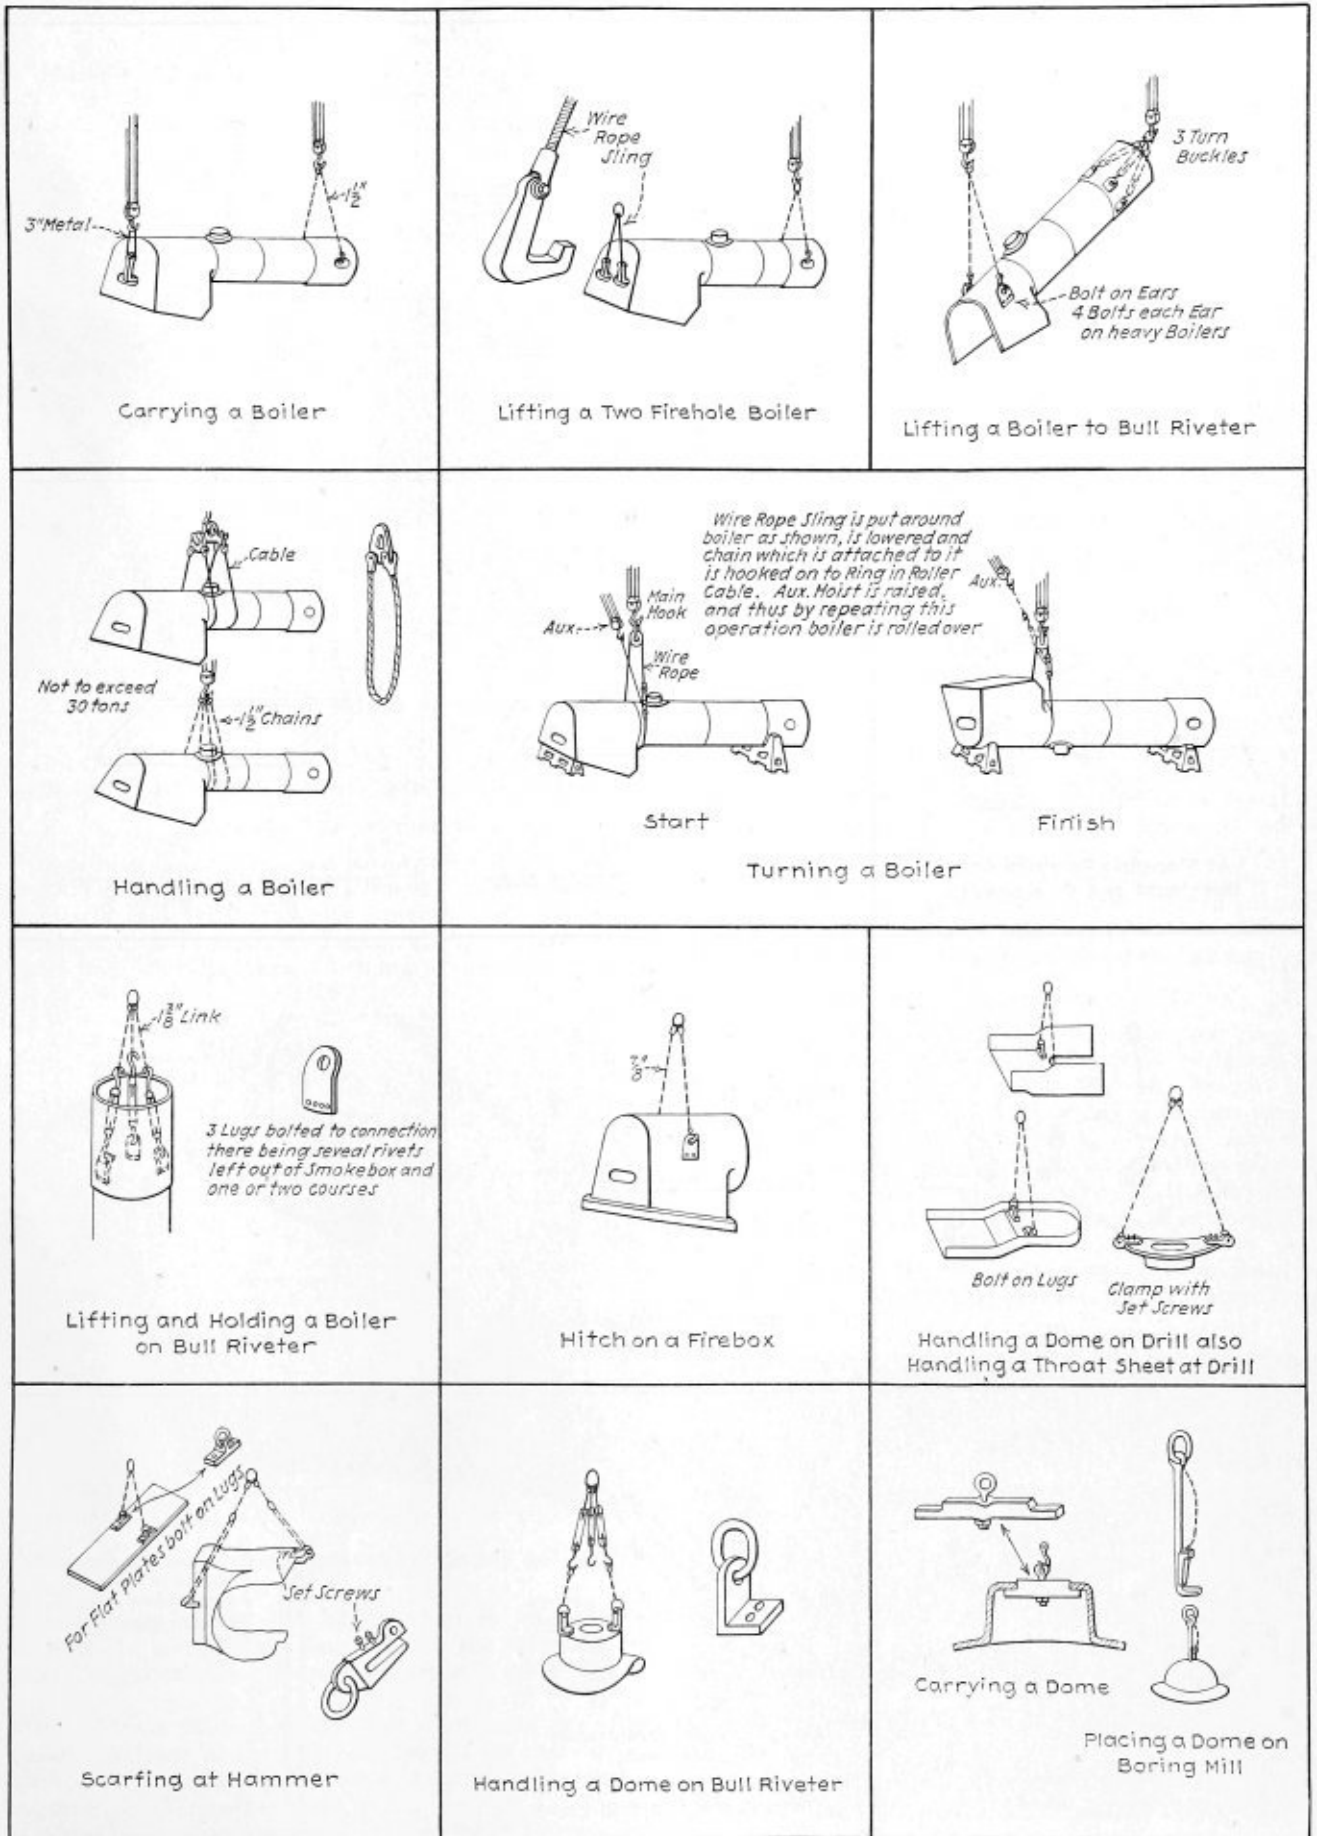 3"Metal
1½"
Carrying a Boiler
Wire
Rope
Sling
Lifting a Two Firehole Boiler
3 Turn
Buckles
Bolt on Ears
4 Bolts each Ear
on heavy Boilers
Lifting a Boiler to Bull Riveter
Cable
Not to exceed
30 tons
1½" Chains
Handling a Boiler
Wire Rope Sling is put around
boiler as shown, is lowered and
chain which is attached to it
is hooked on to Ring in Roller
Cable. Aux. Hoist is raised,
and thus by repeating this
operation boiler is rolled over
Main
Hook
Aux.
Wire
Rope
Aux.
Start
Finish
Turning a Boiler
1⅜" Link
3 Lugs bolted to connection
there being several rivets
left out of Smokebox and
one or two courses
Lifting and Holding a Boiler
on Bull Riveter
⅞"
Hitch on a Firebox
Bolt on Lugs
Clamp with
Set Screws
Handling a Dome on Drill also
Handling a Throat Sheet at Drill
For Flat Plates bolt on Lugs
Set Screws
Scarfing at Hammer
Handling a Dome on Bull Riveter
Carrying a Dome
Placing a Dome on
Boring Mill